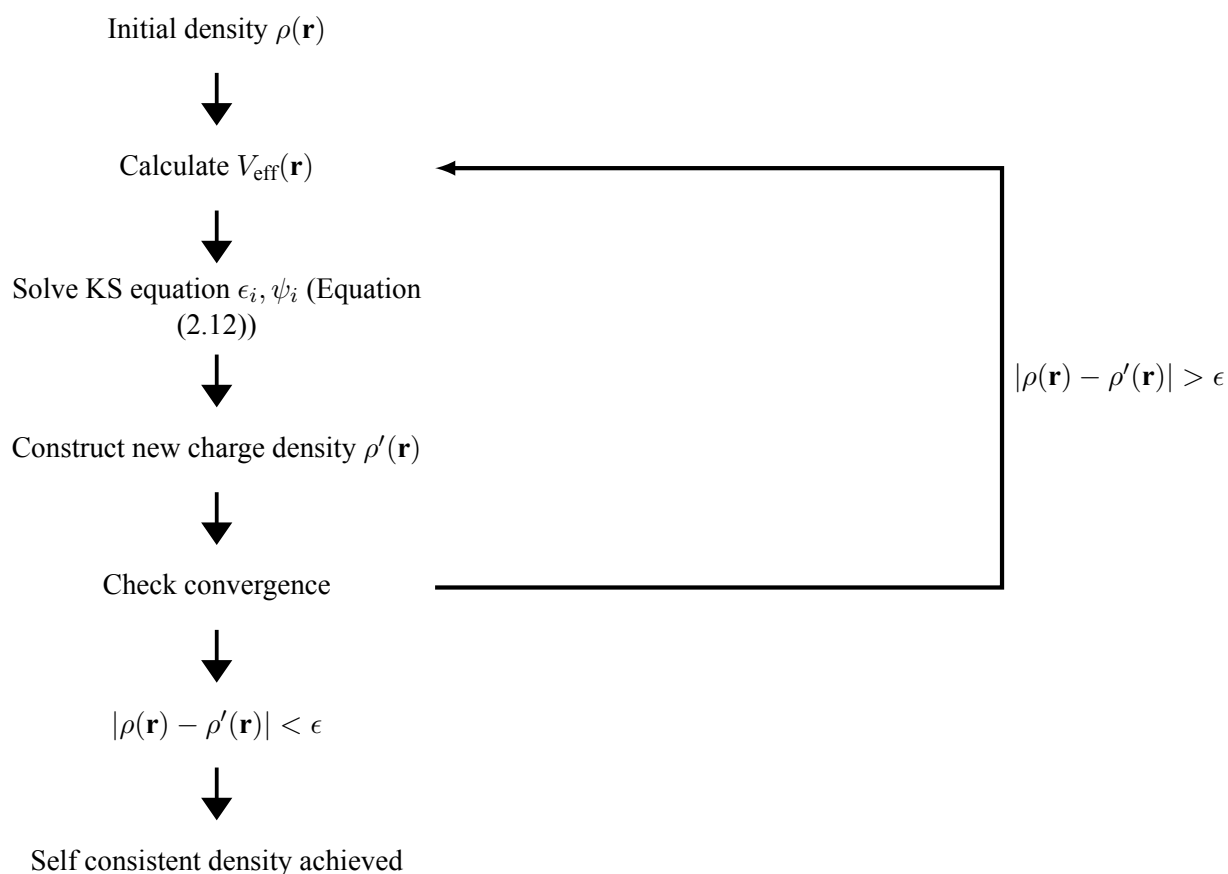 Initial density ρ(r)
Calculate V_eff(r)
Solve KS equation ϵ_i, ψ_i (Equation
(2.12))
|ρ(r) − ρ′(r)| > ϵ
Construct new charge density ρ′(r)
Check convergence
|ρ(r) − ρ′(r)| < ϵ
Self consistent density achieved